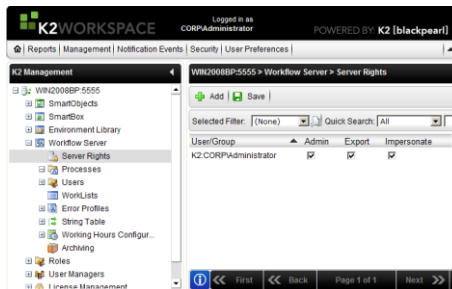 K2WORKSPACE
Logged in as
CORP\Administrator
POWERED BY: K2 [blackpearl]
Reports | Management | Notification Events | Security | User Preferences |
K2 Management
WIN2008BP:5555 > Workflow Server > Server Rights
WIN2008BP:5555
SmartObjects
SmartBox
Environment Library
Workflow Server
Server Rights
Processes
Users
WorkLists
Error Profiles
String Table
Working Hours Configur...
Archiving
Roles
User Managers
License Management
Add | Save |
Selected Filter: (None) Quick Search: All
User/Group Admin Export Impersonate
K2:CORP\Administrator
First Back Page 1 of 1 Next